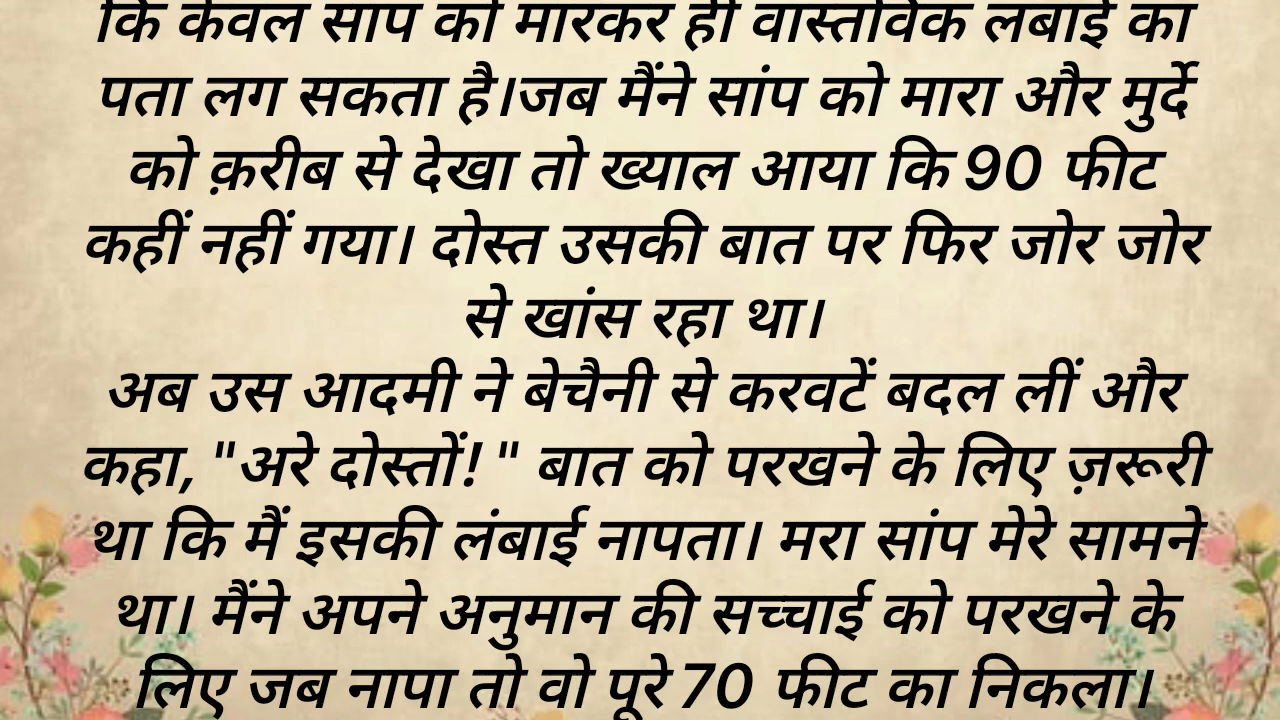 कि केवल सांप को मारकर ही वास्तविक लंबाई का
पता लग सकता है।जब मैंने सांप को मारा और मुर्दे
को क़रीब से देखा तो ख्याल आया कि 90 फीट
कहीं नहीं गया। दोस्त उसकी बात पर फिर जोर जोर
से खांस रहा था।
अब उस आदमी ने बेचैनी से करवटें बदल लीं और
कहा, "अरे दोस्तों! " बात को परखने के लिए ज़रूरी
था कि मैं इसकी लंबाई नापता। मरा सांप मेरे सामने
था। मैंने अपने अनुमान की सच्चाई को परखने के
लिए जब नापा तो वो पूरे 70 फीट का निकला।